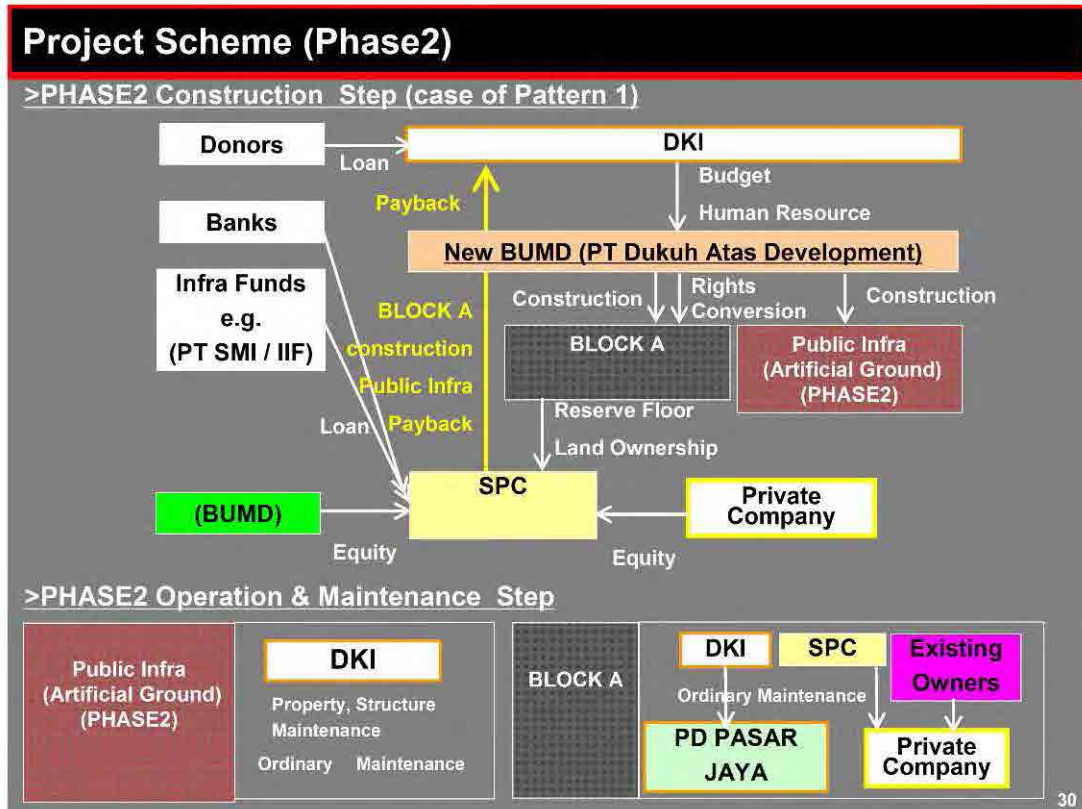 Project Scheme (Phase2)
>PHASE2 Construction Step (case of Pattern 1)
Donors
Loan
DKI
Budget
Human Resource
Payback
Banks
New BUMD (PT Dukuh Atas Development)
Infra Funds
e.g.
(PT SMI / IIF)
Construction
Rights
Conversion
Construction
BLOCK A
construction
Public Infra
Payback
BLOCK A
Public Infra
(Artificial Ground)
(PHASE2)
Loan
Reserve Floor
Land Ownership
(BUMD)
SPC
Private
Company
Equity
Equity
>PHASE2 Operation & Maintenance Step
Public Infra
(Artificial Ground)
(PHASE2)
DKI
Property, Structure
Maintenance
Ordinary Maintenance
BLOCK A
DKI
SPC
Existing
Owners
Ordinary Maintenance
PD PASAR
JAYA
Private
Company
30